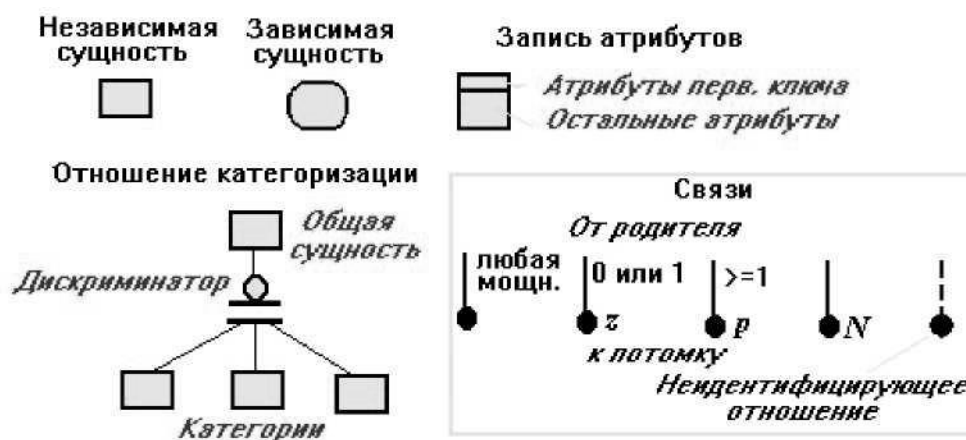 Независимая
сущность
Зависимая
сущность
Запись атрибутов
Атрибуты перв. ключа
Остальные атрибуты
Отношение категоризации
Общая
сущность
Дискриминатор
Категории
Связи
От родителя
любая
мощн.
0 или 1
>=1
z
p
N
к потомку
Неидентифицирующее
отношение